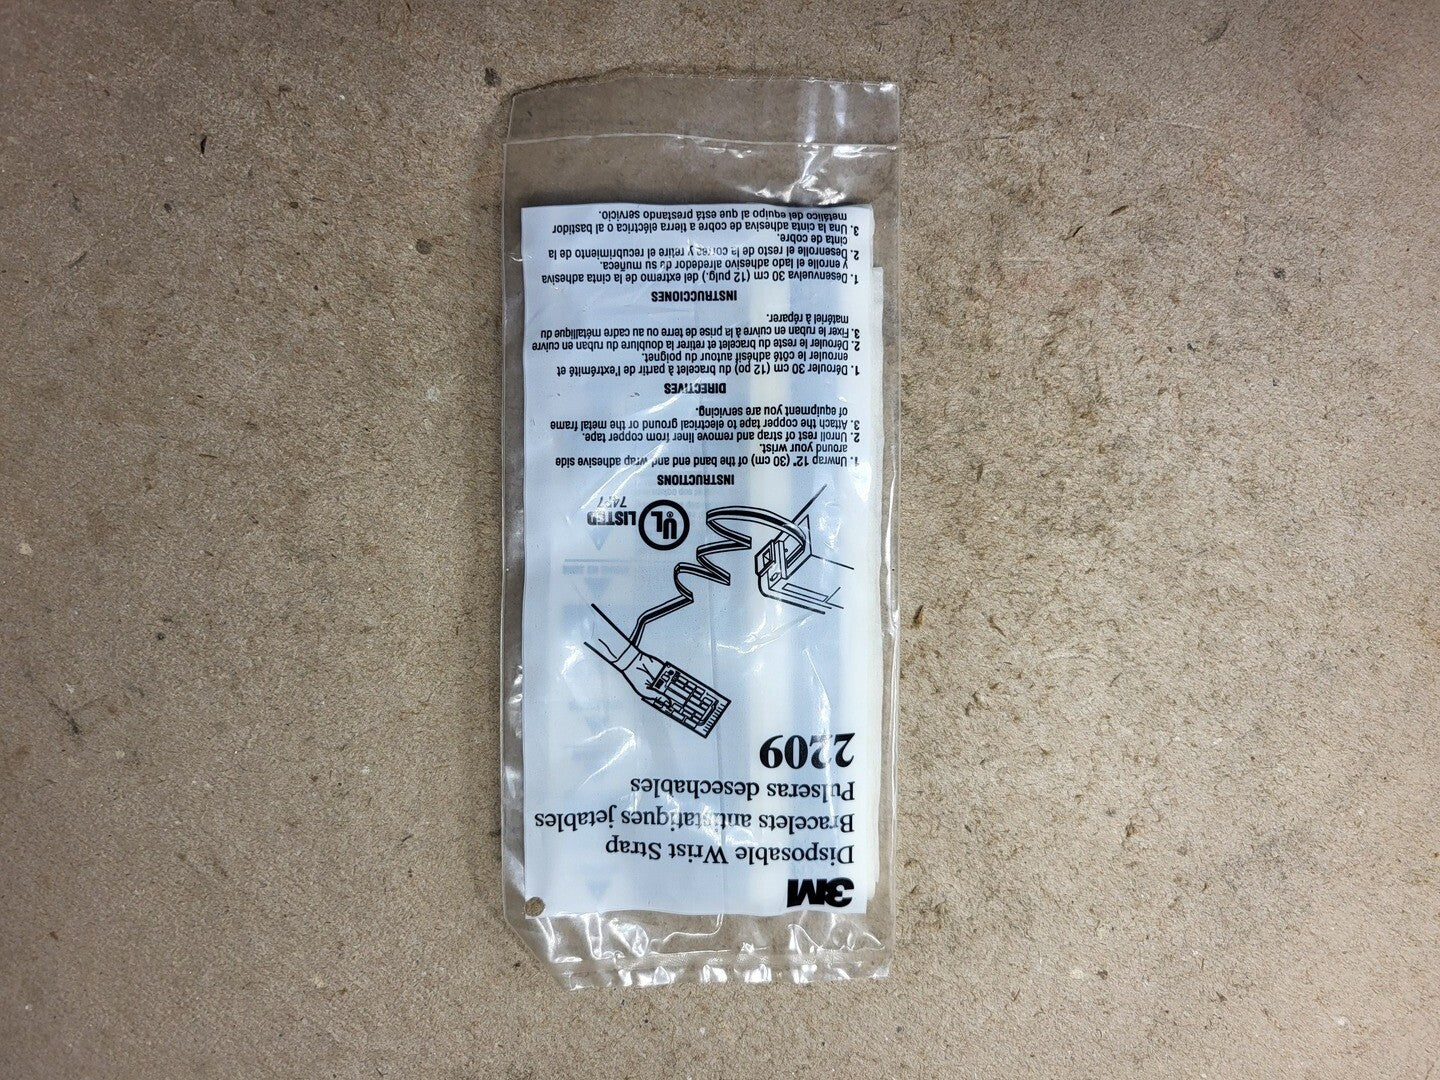 3M
Disposable Wrist Strap
Bracelets antistatiques jetables
Pulseras desechables
2209
UL
LISTED
INSTRUCTIONS
1. Unwrap 12" (30 cm) of the band end and wrap adhesive side
around your wrist.
2. Unroll rest of strap and remove liner from copper tape.
3. Attach the copper tape to electrical ground or the metal frame
of equipment you are servicing.
DIRECTIVES
1. Dérouler 30 cm (12 po) du bracelet à partir de l'extrémité et
enrouler le côté adhésif autour du poignet.
2. Dérouler le reste du bracelet et retirer la doublure du ruban en cuivre
3. Fixer le ruban en cuivre à la prise de terre ou au cadre métallique du
matériel à réparer.
INSTRUCCIONES
1. Desenvuelva 30 cm (12 pulg.) del extremo de la cinta adhesiva
y enrolle el lado adhesivo alrededor de su muñeca.
2. Desenrolle el resto de la correa y retire el recubrimiento de la
cinta de cobre.
3. Una la cinta adhesiva de cobre a tierra eléctrica o al bastidor
metálico del equipo al que está prestando servicio.